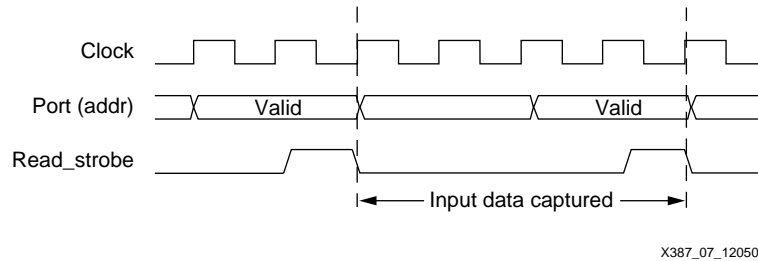 Clock
Port (addr) Valid Valid
Read_strobe
Input data captured
X387_07_12050